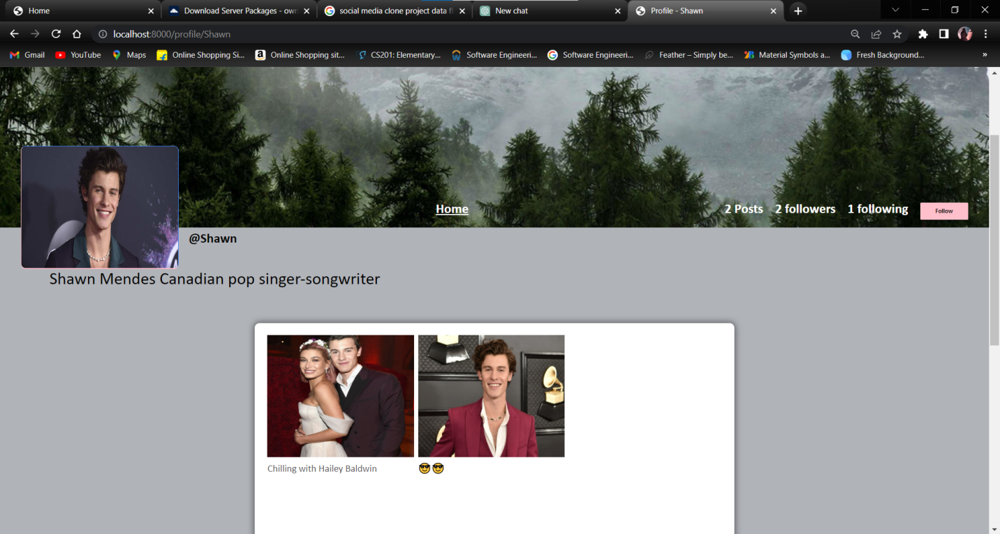 Home
Download Server Packages - own
social media clone project data fl
New chat
Profile - Shawn
localhost:8000/profile/Shawn
Gmail
YouTube
Maps
Online Shopping Si...
Online Shopping sit...
CS201: Elementary...
Software Engineeri...
Software Engineeri...
Feather – Simply be...
Material Symbols a...
Fresh Background...
»
Home
2 Posts 2 followers 1 following Follow
@Shawn
Shawn Mendes Canadian pop singer-songwriter
Chilling with Hailey Baldwin
😎😎